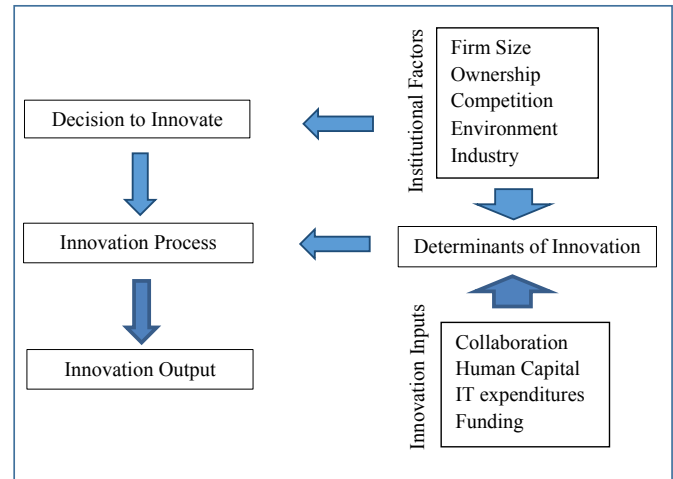 Decision to Innovate
Innovation Process
Innovation Output
Institutional Factors
Firm Size
Ownership
Competition
Environment
Industry
Determinants of Innovation
Innovation Inputs
Collaboration
Human Capital
IT expenditures
Funding